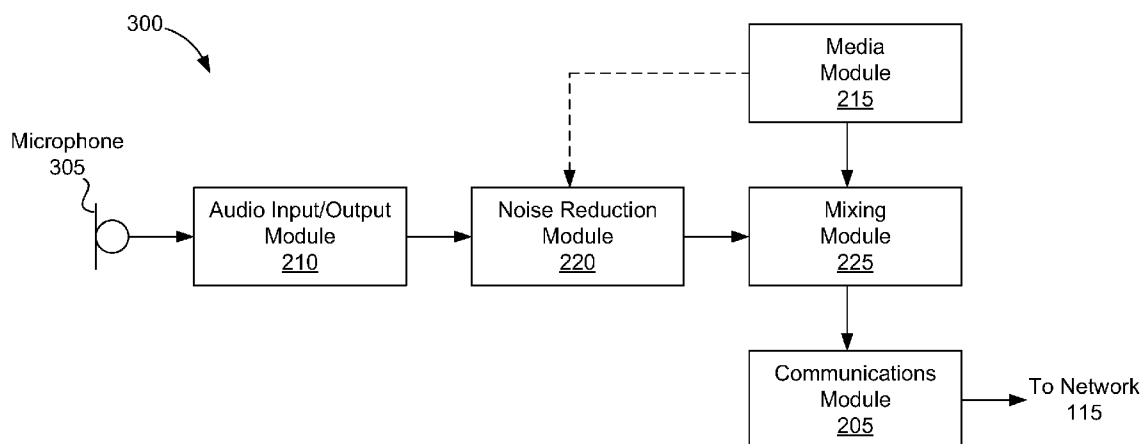 300
Media
Module
215
Microphone
305
Audio Input/Output
Module
210
Noise Reduction
Module
220
Mixing
Module
225
Communications
Module
205
To Network
115